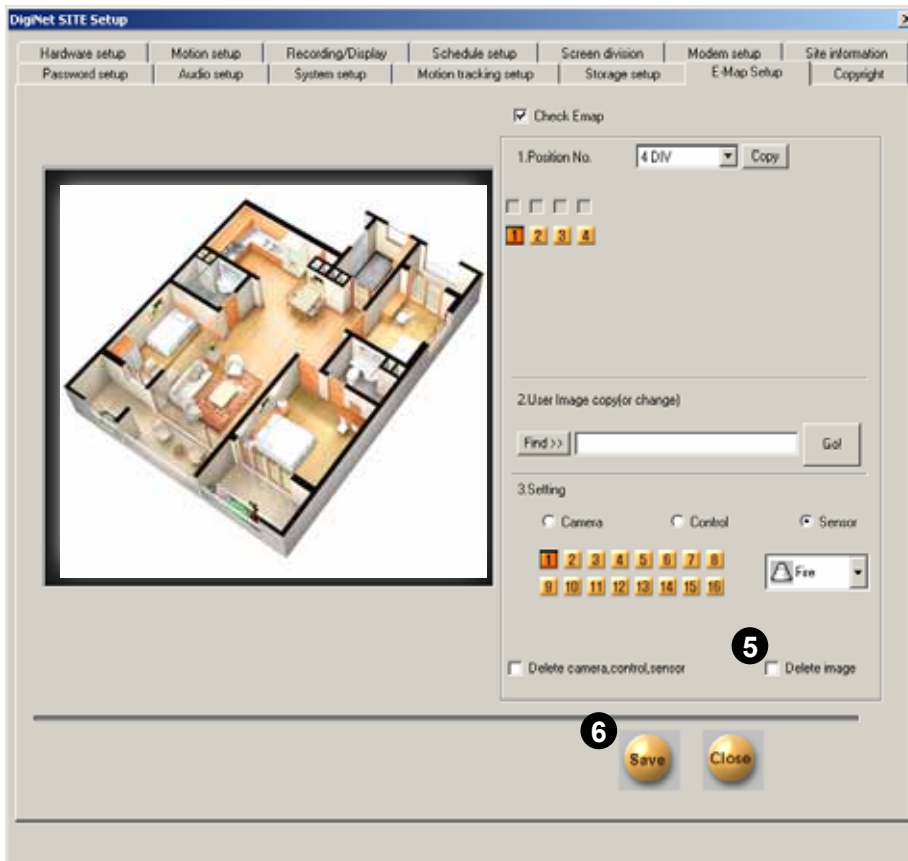 DigiNet SITE Setup
Hardware setup Motion setup Recording/Display Schedule setup Screen division Modem setup Site information
Password setup Audio setup System setup Motion tracking setup Storage setup E-Map Setup Copyright
Check Emap
1.Position No. 4 DIV Copy
1 2 3 4
2.User Image copy(or change)
Find >> Go!
3.Setting
Camera Control Sensor
1 2 3 4 5 6 7 8
Fire
9 10 11 12 13 14 15 16
5
Delete camera,control,sensor Delete image
6
Save Close